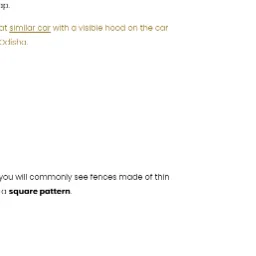 ap.
at similar car with a visible hood on the car
Odisha.
you will commonly see fences made of thin
a square pattern.